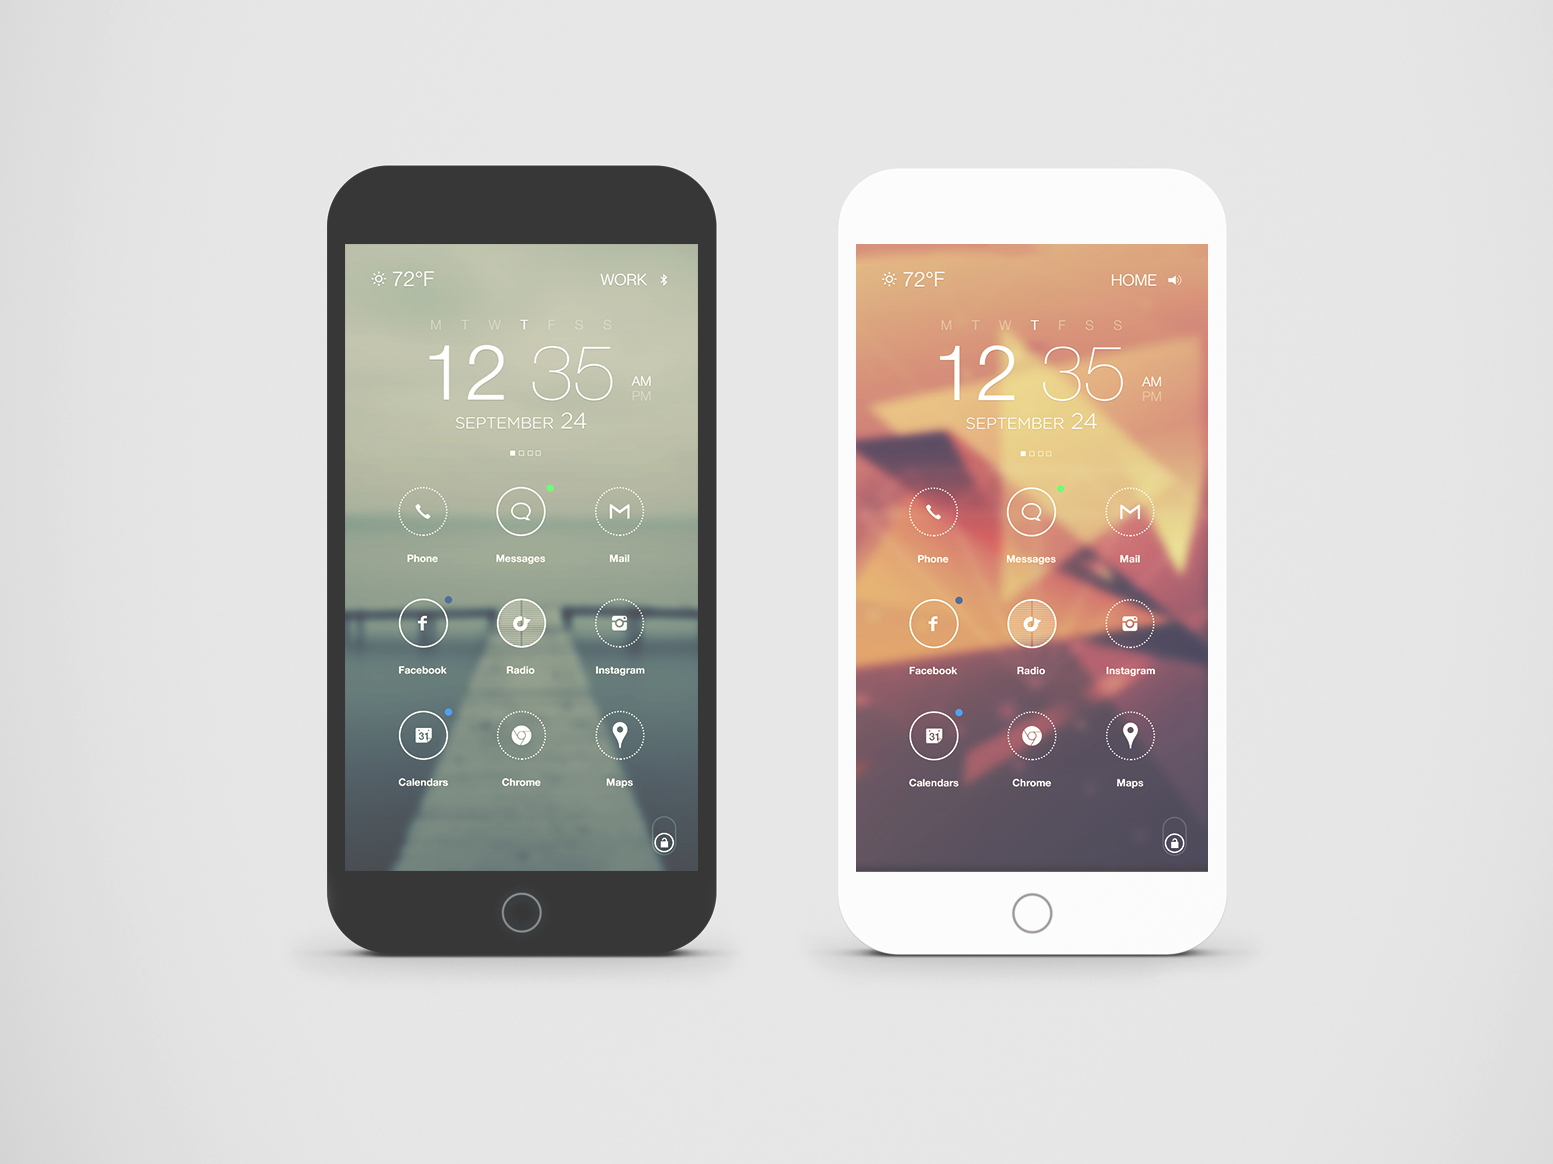 72°F WORK
M T W T F S S
12 35 AM PM
SEPTEMBER 24
Phone Messages Mail
Facebook Radio Instagram
31
Calendars Chrome Maps
72°F HOME
M T W T F S S
12 35 AM PM
SEPTEMBER 24
Phone Messages Mail
Facebook Radio Instagram
31
Calendars Chrome Maps